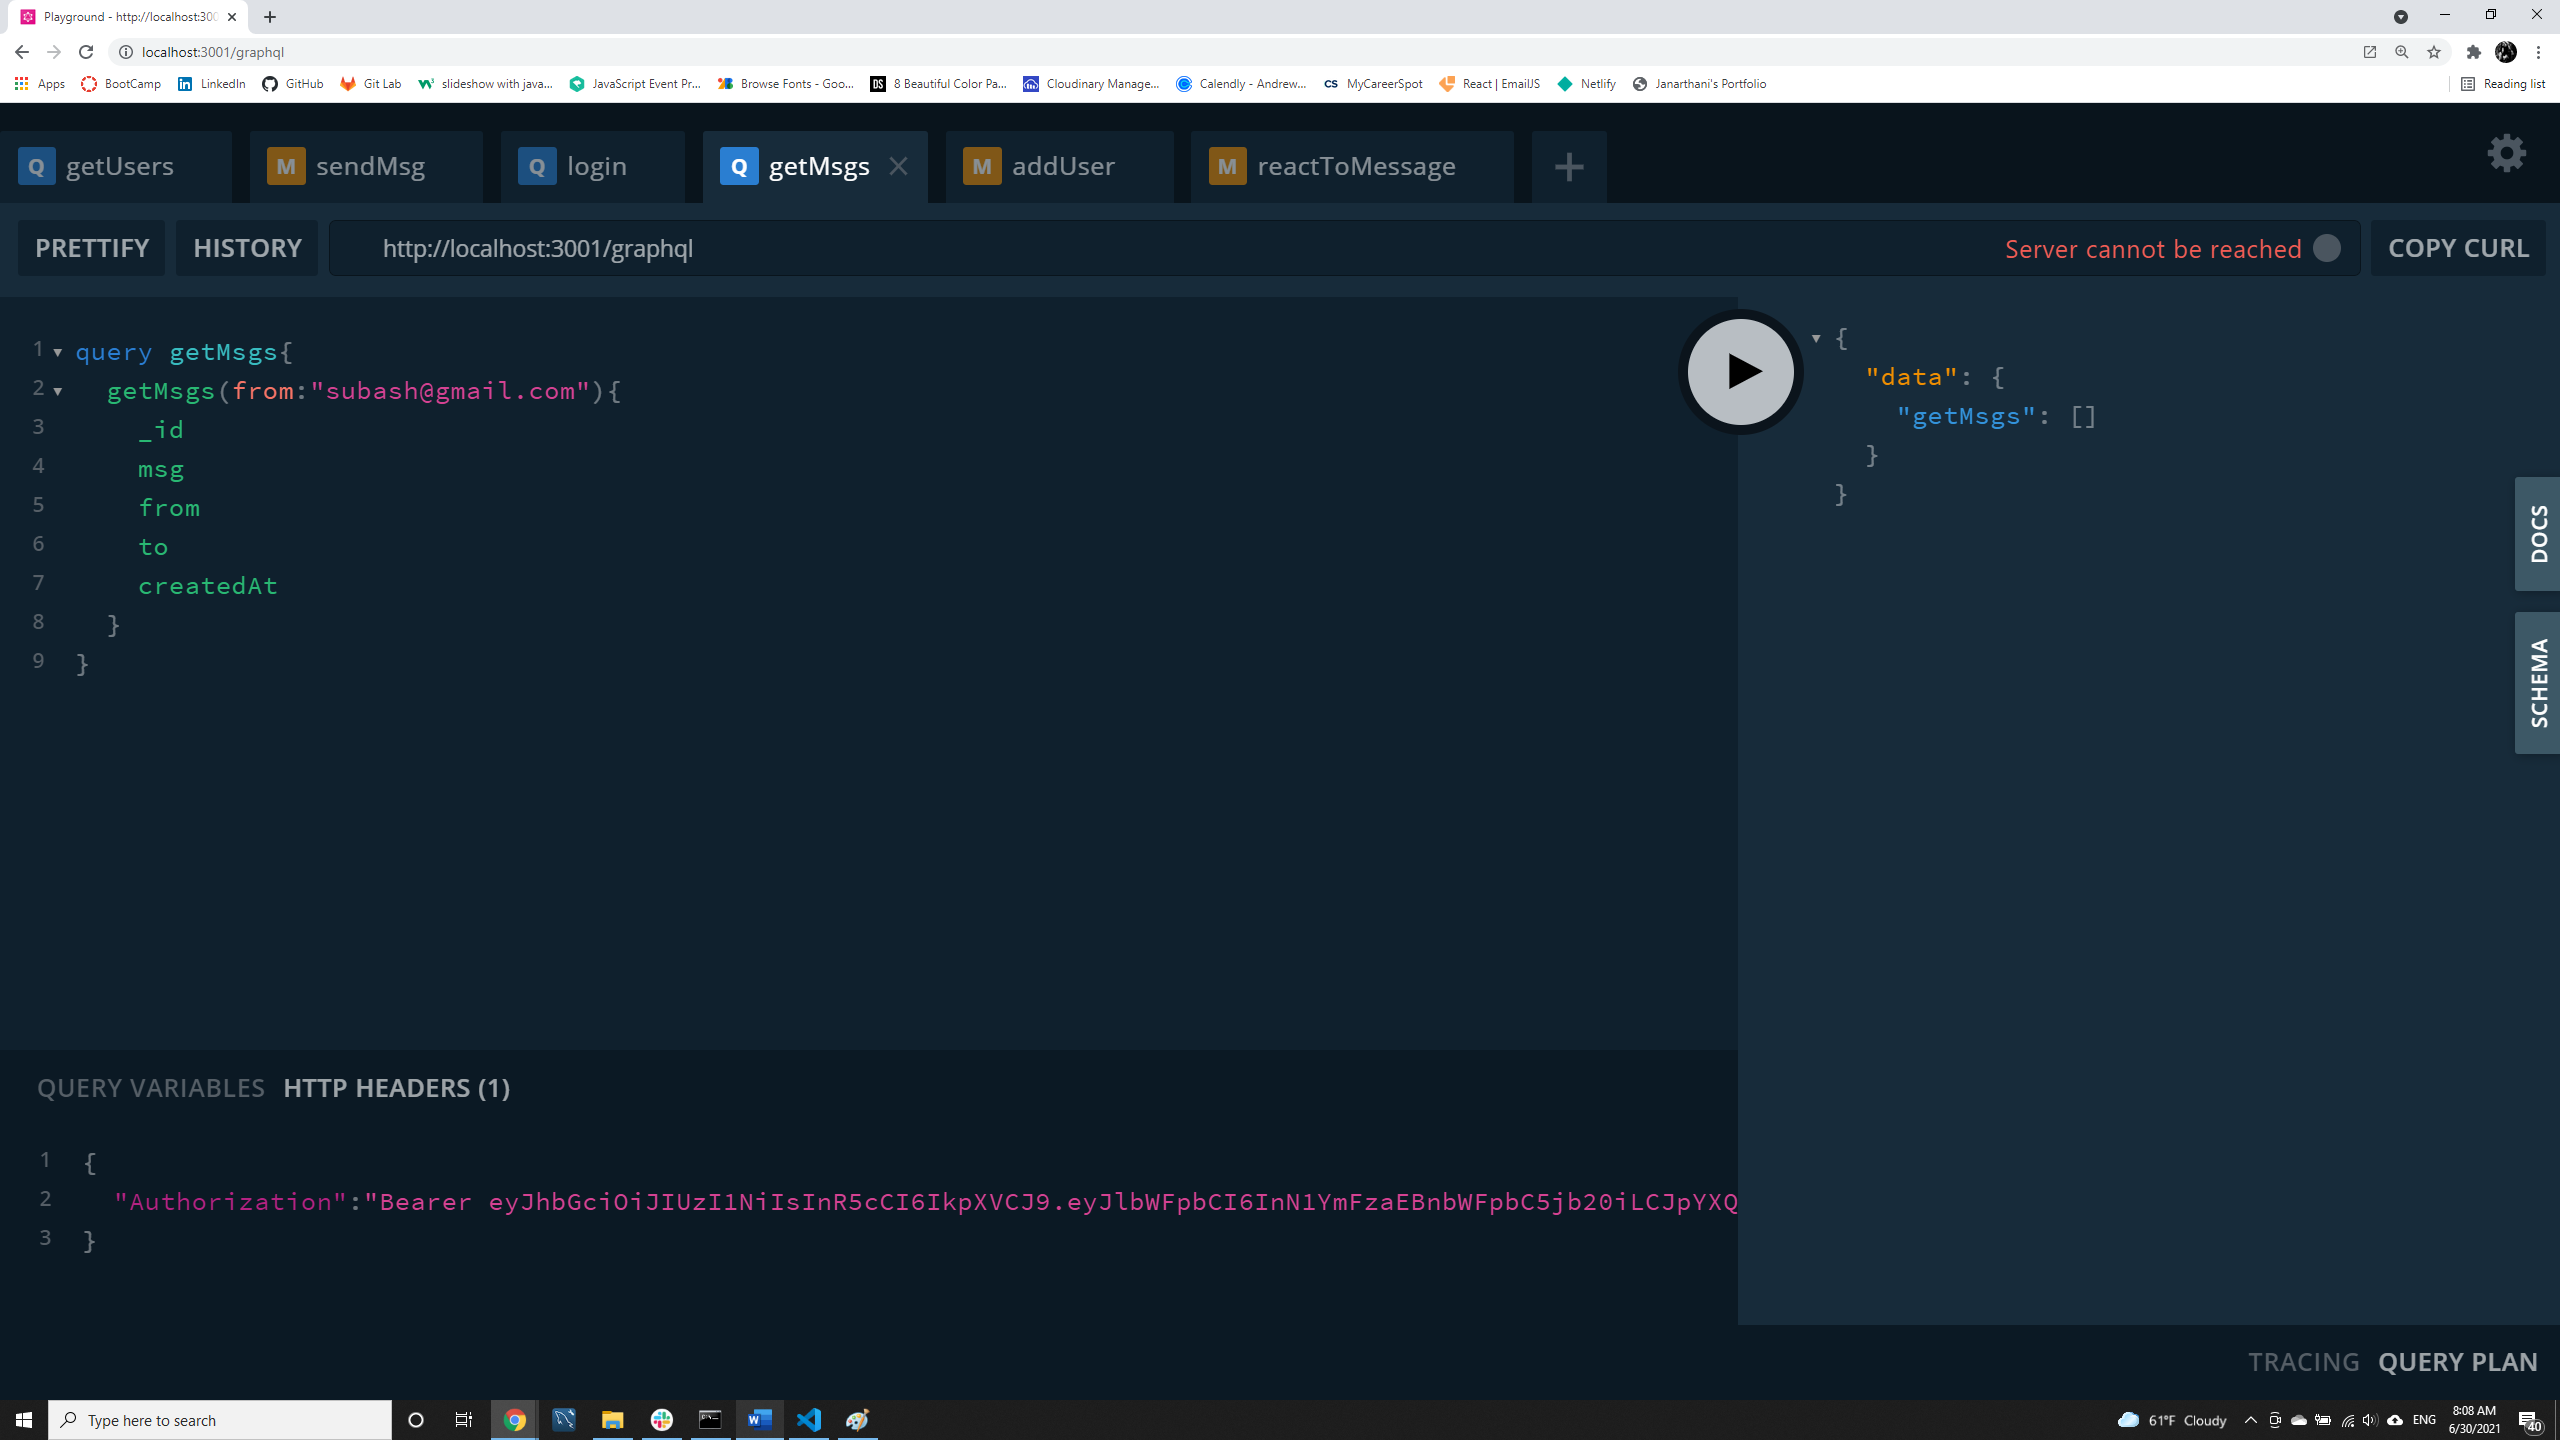 Playground - http://localhost:300
localhost:3001/graphql
Apps BootCamp LinkedIn GitHub Git Lab slideshow with java... JavaScript Event Pr... Browse Fonts - Goo... DS 8 Beautiful Color Pa... Cloudinary Manage... Calendly - Andrew... CS MyCareerSpot React | EmailJS Netlify Janarthani's Portfolio Reading list
Q getUsers M sendMsg Q login Q getMsgs M addUser M reactToMessage
PRETTIFY HISTORY http://localhost:3001/graphql Server cannot be reached COPY CURL
1 query getMsgs{
2 getMsgs(from:"subash@gmail.com"){
3 _id
4 msg
5 from
6 to
7 createdAt
8 }
9 }
{
"data": {
"getMsgs": []
}
}
DOCS
SCHEMA
QUERY VARIABLES HTTP HEADERS (1)
1 {
2 "Authorization":"Bearer eyJhbGciOiJIUzI1NiIsInR5cCI6IkpXVCJ9.eyJlbWFpbCI6InN1YmFzaEBnbWFpbC5jb20iLCJpYXQ
3 }
TRACING QUERY PLAN
Type here to search
61°F Cloudy
ENG
8:08 AM
6/30/2021
40